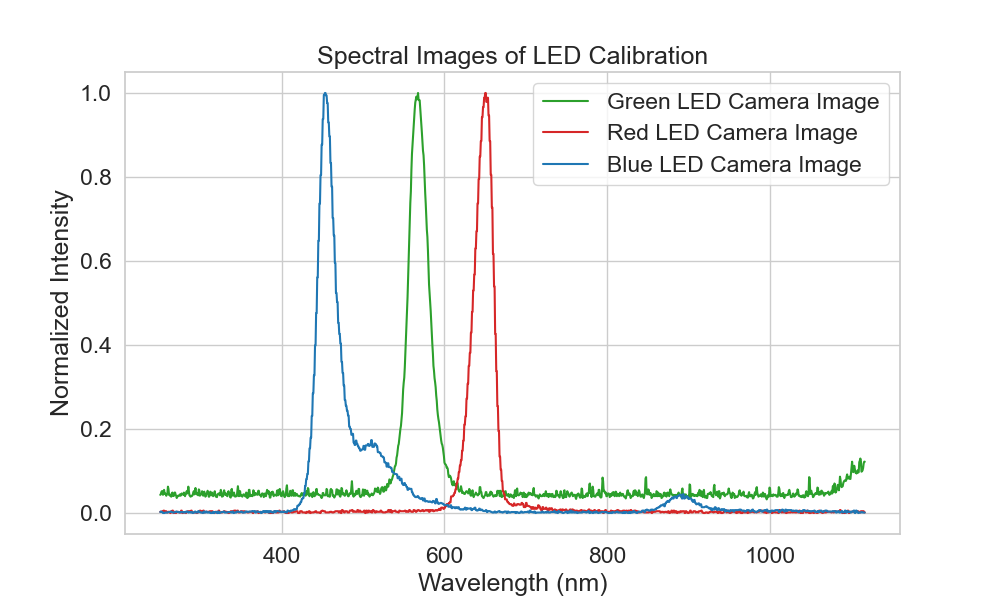 Spectral Images of LED Calibration
Green LED Camera Image
Red LED Camera Image
Blue LED Camera Image
Normalized Intensity
1.0
0.8
0.6
0.4
0.2
0.0
400
600
800
1000
Wavelength (nm)